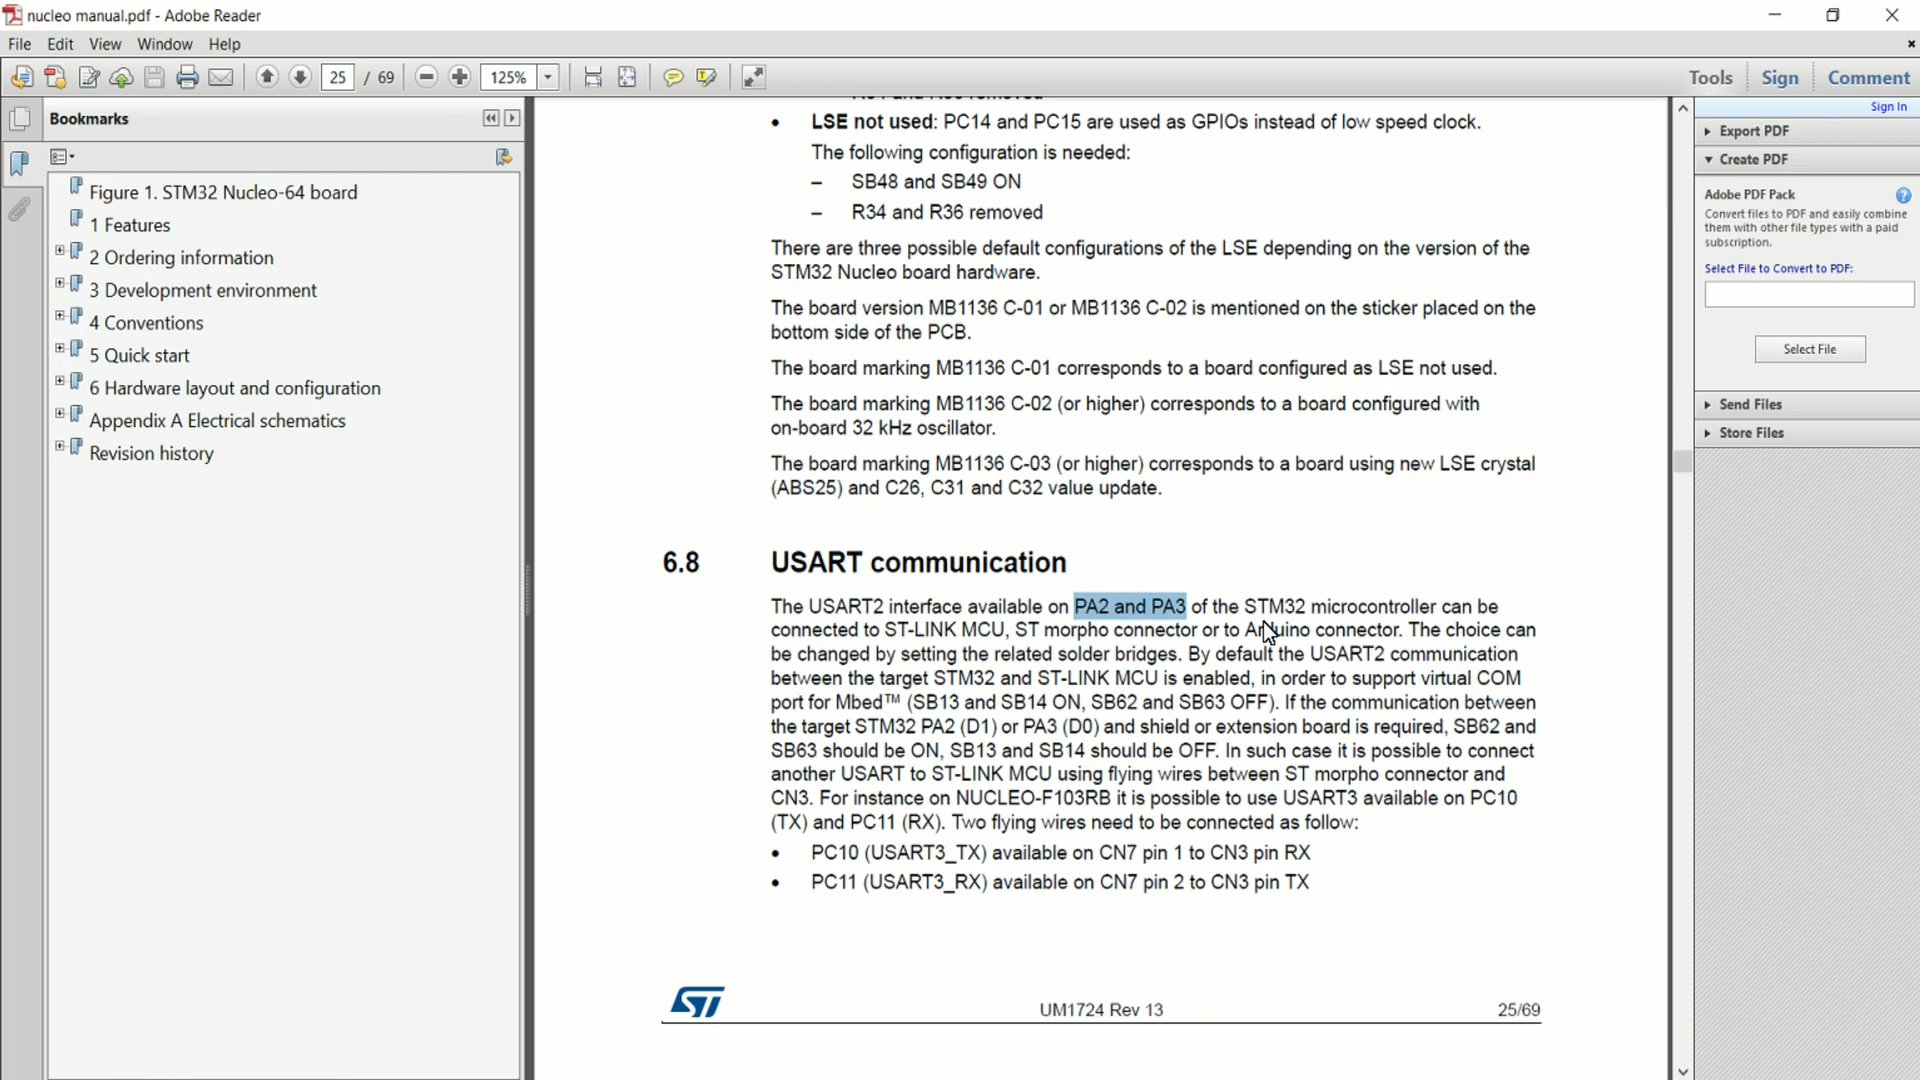 nucleo manual.pdf - Adobe Reader
File Edit View Window Help
25 / 69 125% Tools Sign Comment
Bookmarks
Figure 1. STM32 Nucleo-64 board
1 Features
2 Ordering information
3 Development environment
4 Conventions
5 Quick start
6 Hardware layout and configuration
Appendix A Electrical schematics
Revision history
• LSE not used: PC14 and PC15 are used as GPIOs instead of low speed clock.
The following configuration is needed:
– SB48 and SB49 ON
– R34 and R36 removed
There are three possible default configurations of the LSE depending on the version of the
STM32 Nucleo board hardware.
The board version MB1136 C-01 or MB1136 C-02 is mentioned on the sticker placed on the
bottom side of the PCB.
The board marking MB1136 C-01 corresponds to a board configured as LSE not used.
The board marking MB1136 C-02 (or higher) corresponds to a board configured with
on-board 32 kHz oscillator.
The board marking MB1136 C-03 (or higher) corresponds to a board using new LSE crystal
(ABS25) and C26, C31 and C32 value update.
6.8 USART communication
The USART2 interface available on PA2 and PA3 of the STM32 microcontroller can be
connected to ST-LINK MCU, ST morpho connector or to Arduino connector. The choice can
be changed by setting the related solder bridges. By default the USART2 communication
between the target STM32 and ST-LINK MCU is enabled, in order to support virtual COM
port for Mbed™ (SB13 and SB14 ON, SB62 and SB63 OFF). If the communication between
the target STM32 PA2 (D1) or PA3 (D0) and shield or extension board is required, SB62 and
SB63 should be ON, SB13 and SB14 should be OFF. In such case it is possible to connect
another USART to ST-LINK MCU using flying wires between ST morpho connector and
CN3. For instance on NUCLEO-F103RB it is possible to use USART3 available on PC10
(TX) and PC11 (RX). Two flying wires need to be connected as follow:
• PC10 (USART3_TX) available on CN7 pin 1 to CN3 pin RX
• PC11 (USART3_RX) available on CN7 pin 2 to CN3 pin TX
ST UM1724 Rev 13 25/69
Sign In
Export PDF
Create PDF
Adobe PDF Pack
Convert files to PDF and easily combine
them with other file types with a paid
subscription.
Select File to Convert to PDF:
Select File
Send Files
Store Files